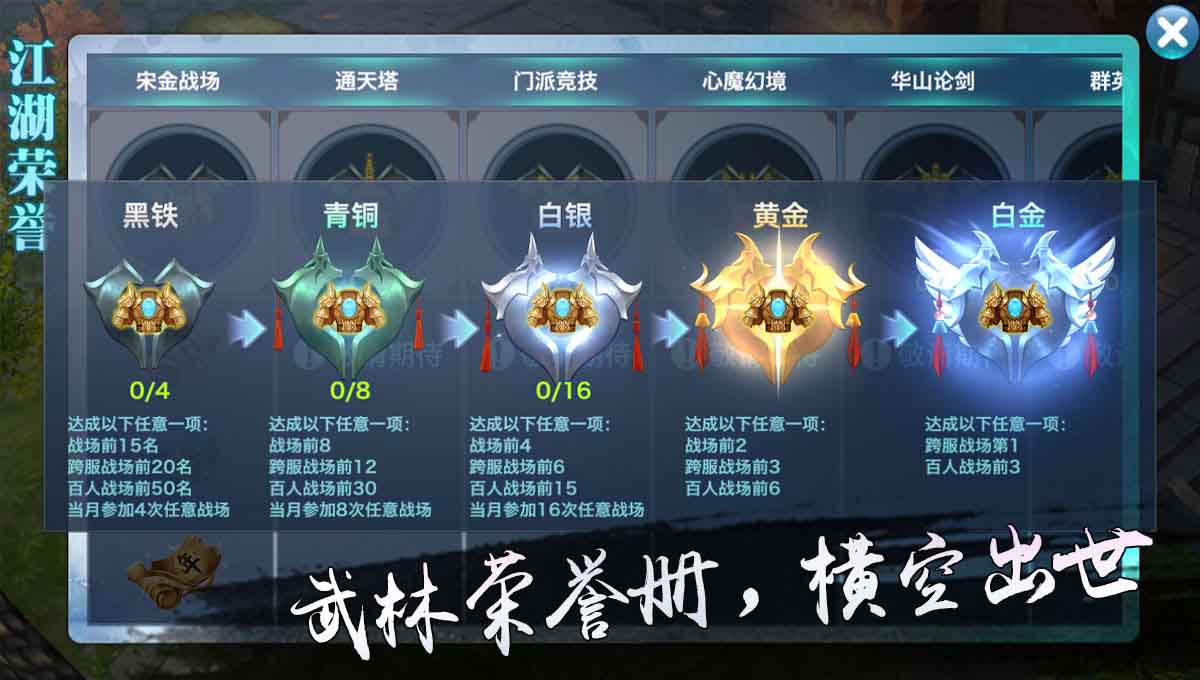 江湖荣誉
宋金战场
通天塔
门派竞技
心魔幻境
华山论剑
群英
黑铁
青铜
白银
黄金
白金
0/4
0/8
0/16
达成以下任意一项:
战场前15名
跨服战场前20名
百人战场前50名
当月参加4次任意战场
达成以下任意一项:
战场前8
跨服战场前12
百人战场前30
当月参加8次任意战场
达成以下任意一项:
战场前4
跨服战场前6
百人战场前15
当月参加16次任意战场
达成以下任意一项:
战场前2
跨服战场前3
百人战场前6
达成以下任意一项:
跨服战场第1
百人战场前3
年
武林荣誉册，横空出世